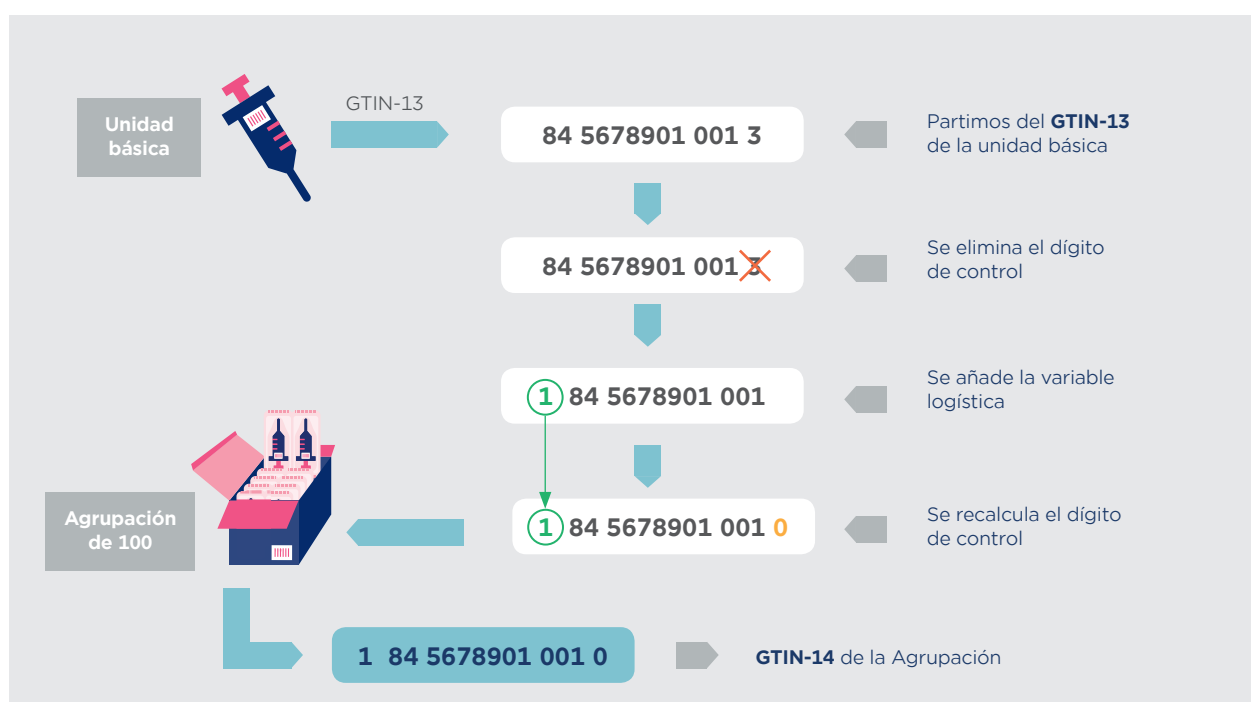 Unidad
básica
GTIN-13
84 5678901 001 3
Partimos del GTIN-13
de la unidad básica
84 5678901 001 3
Se elimina el dígito
de control
1 84 5678901 001
Se añade la variable
logística
Agrupación
de 100
1 84 5678901 001 0
Se recalcula el dígito
de control
1 84 5678901 001 0
GTIN-14 de la Agrupación